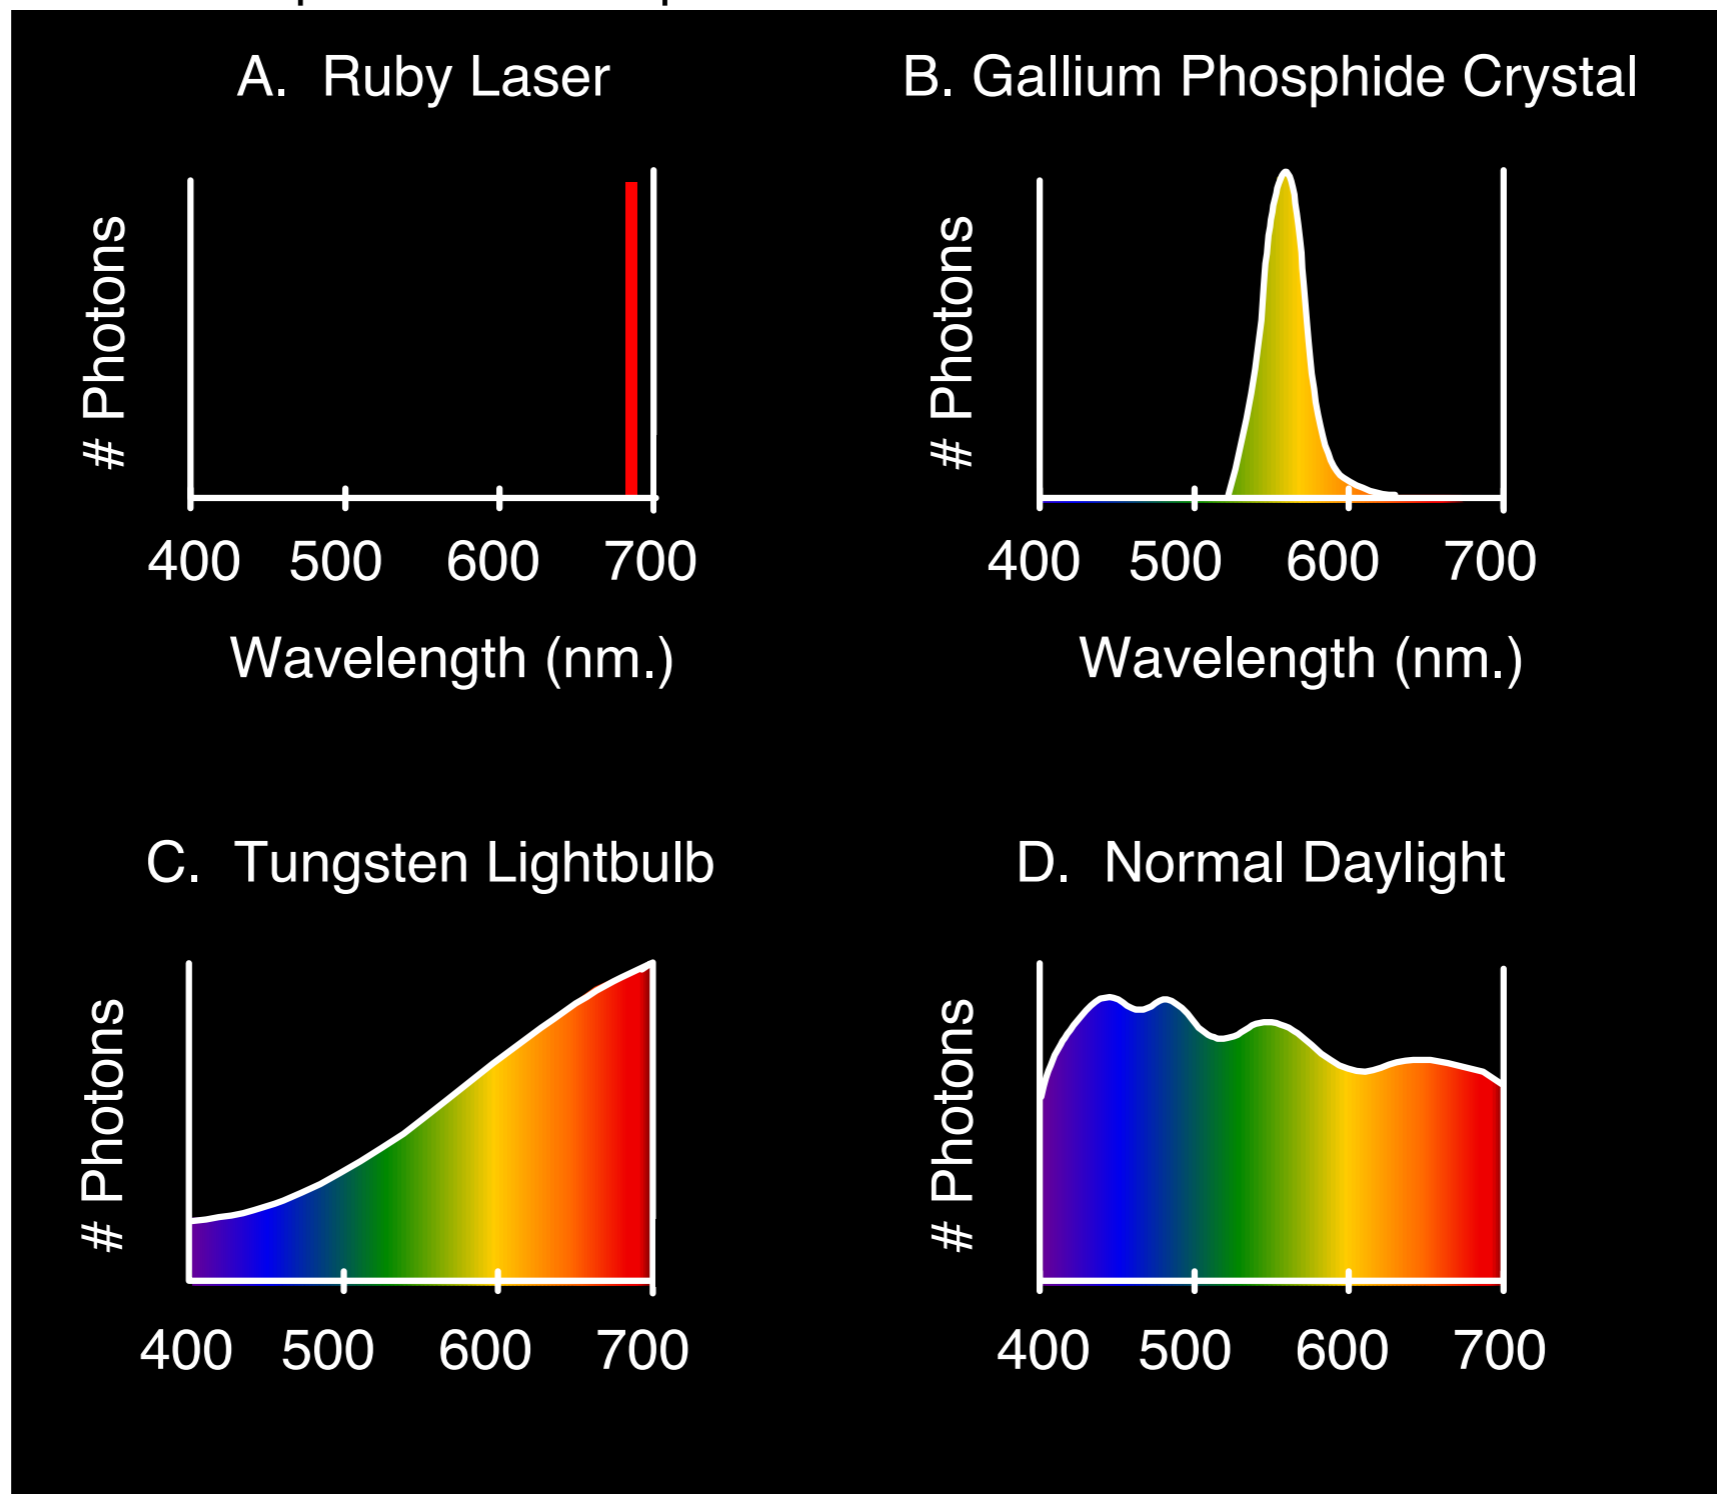 A. Ruby Laser
# Photons
400 500 600 700
Wavelength (nm.)
B. Gallium Phosphide Crystal
# Photons
400 500 600 700
Wavelength (nm.)
C. Tungsten Lightbulb
# Photons
400 500 600 700
D. Normal Daylight
# Photons
400 500 600 700